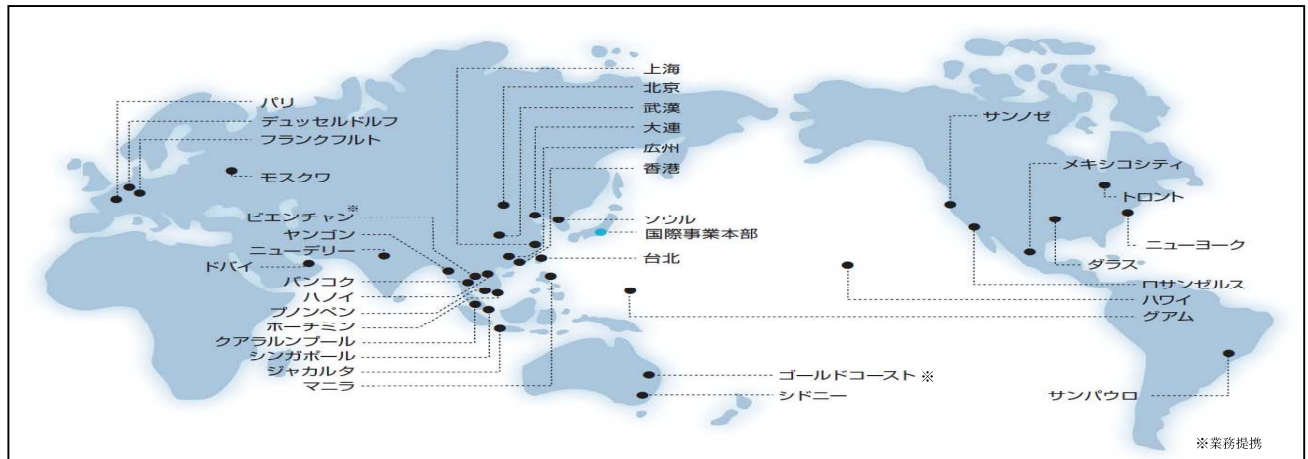 上海
北京
武漢
大連
広州
香港
パリ
デュッセルドルフ
フランクフルト
モスクワ
ビエンチャン※
ヤンゴン
ニューデリー
ドバイ
バンコク
ハノイ
プノンペン
ホーチミン
クアラルンプール
シンガポール
ジャカルタ
マニラ
ソウル
国際事業本部
台北
サンノゼ
メキシコシティ
トロント
ニューヨーク
ダラス
ロサンゼルス
ハワイ
グアム
ゴールドコースト※
シドニー
サンパウロ
※業務提携